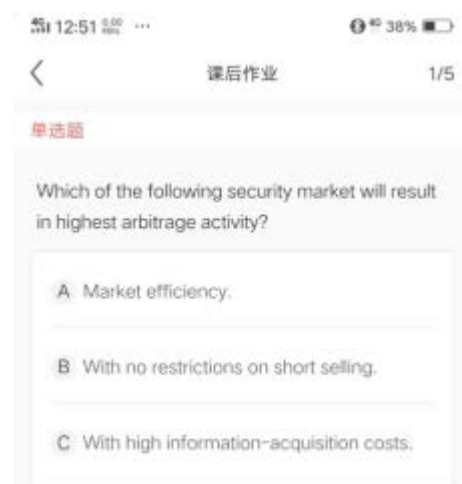 12:51 ...
38%
课后作业 1/5
单选题
Which of the following security market will result
in highest arbitrage activity?
A Market efficiency.
B With no restrictions on short selling.
C With high information-acquisition costs.